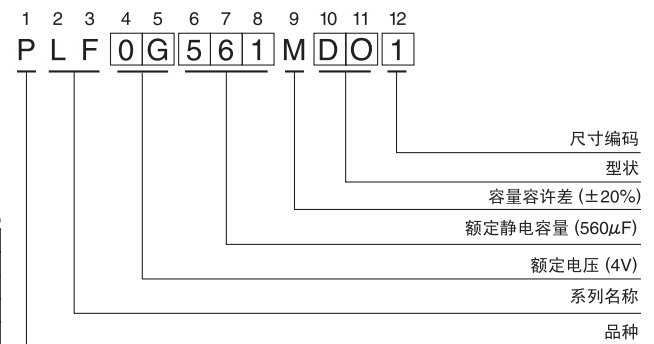 1 2 3 4 5 6 7 8 9 10 11 12
P L F 0 G 5 6 1 M D O 1
尺寸编码
型状
容量容许差 (±20%)
额定静电容量 (560μF)
额定电压 (4V)
系列名称
品种